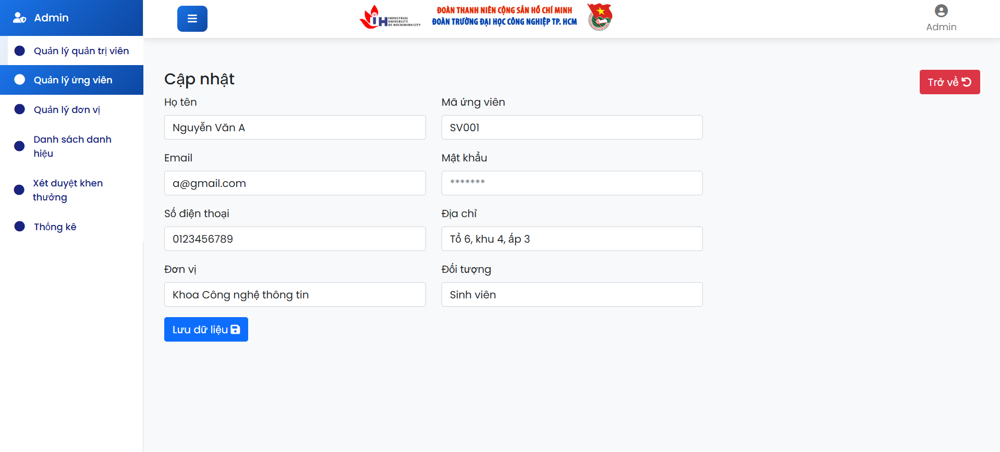 Admin
Quản lý quản trị viên
Quản lý ứng viên
Quản lý đơn vị
Danh sách danh
hiệu
Xét duyệt khen
thưởng
Thống kê
IUH INDUSTRIAL
UNIVERSITY
OF HOCHIMINH CITY
ĐOÀN THANH NIÊN CỘNG SẢN HỒ CHÍ MINH
ĐOÀN TRƯỜNG ĐẠI HỌC CÔNG NGHIỆP TP. HCM
Admin
Cập nhật
Trở về
Họ tên
Mã ứng viên
Nguyễn Văn A
SV001
Email
Mật khẩu
a@gmail.com
*******
Số điện thoại
Địa chỉ
0123456789
Tổ 6, khu 4, ấp 3
Đơn vị
Đối tượng
Khoa Công nghệ thông tin
Sinh viên
Lưu dữ liệu